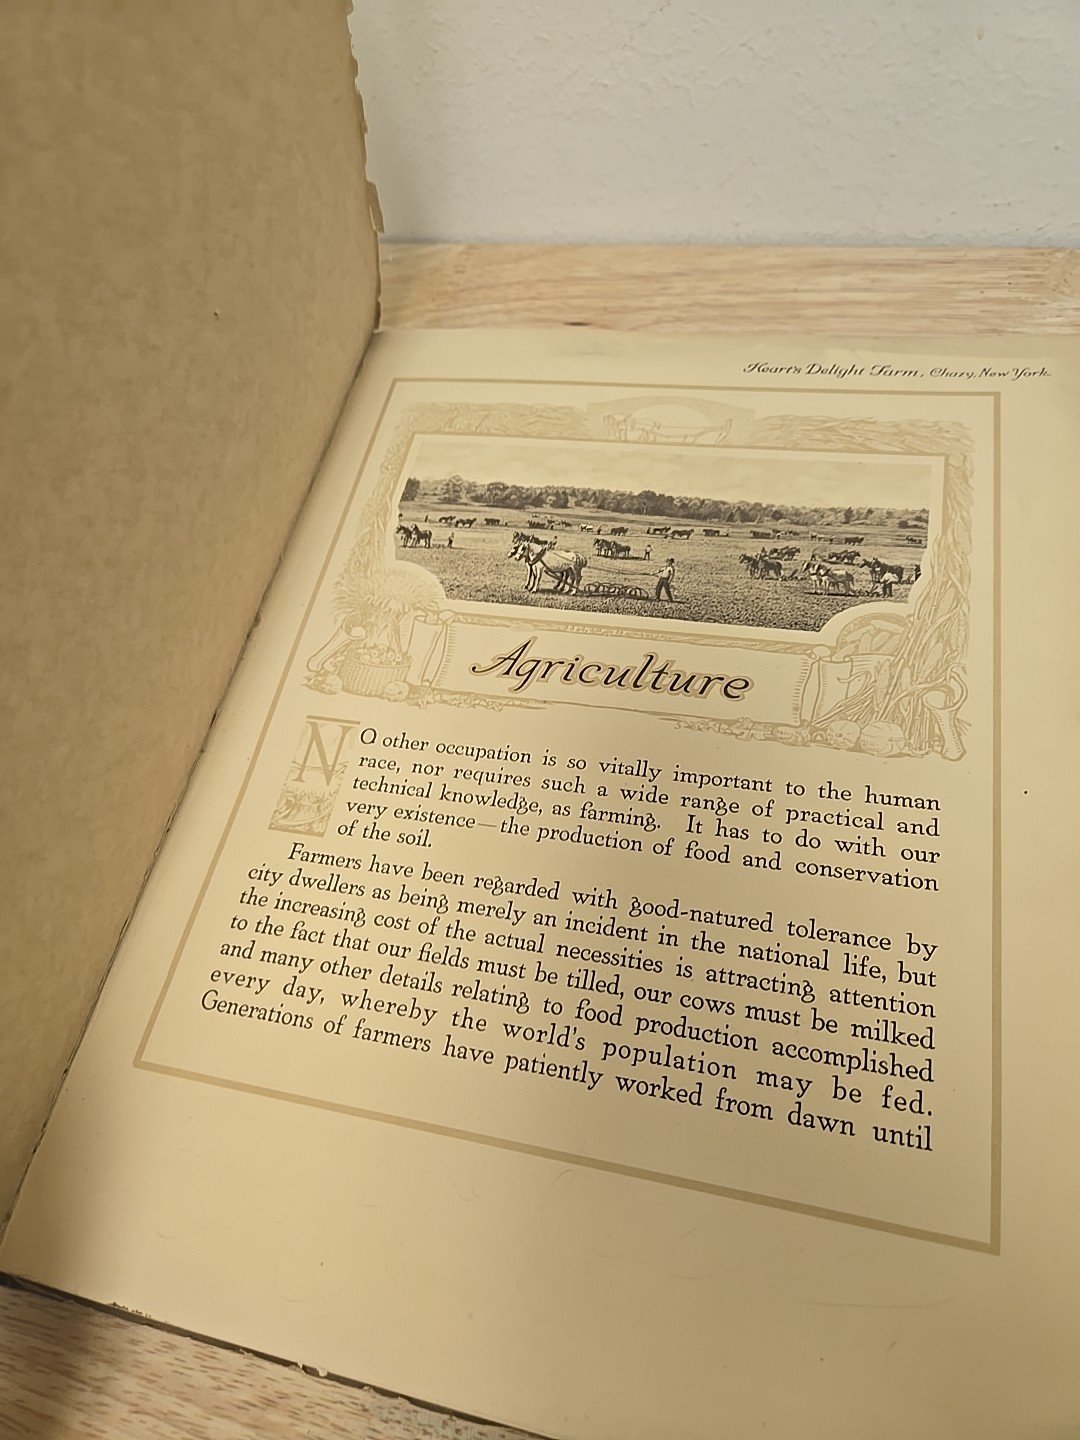 Heart's Delight Farm, Chazy, New York
Agriculture
NO other occupation is so vitally important to the human
race, nor requires such a wide range of practical and
technical knowledge, as farming. It has to do with our
very existence—the production of food and conservation
of the soil.
Farmers have been regarded with good-natured tolerance by
city dwellers as being merely an incident in the national life, but
the increasing cost of the actual necessities is attracting attention
to the fact that our fields must be tilled, our cows must be milked
and many other details relating to food production accomplished
every day, whereby the world's population may be fed.
Generations of farmers have patiently worked from dawn until